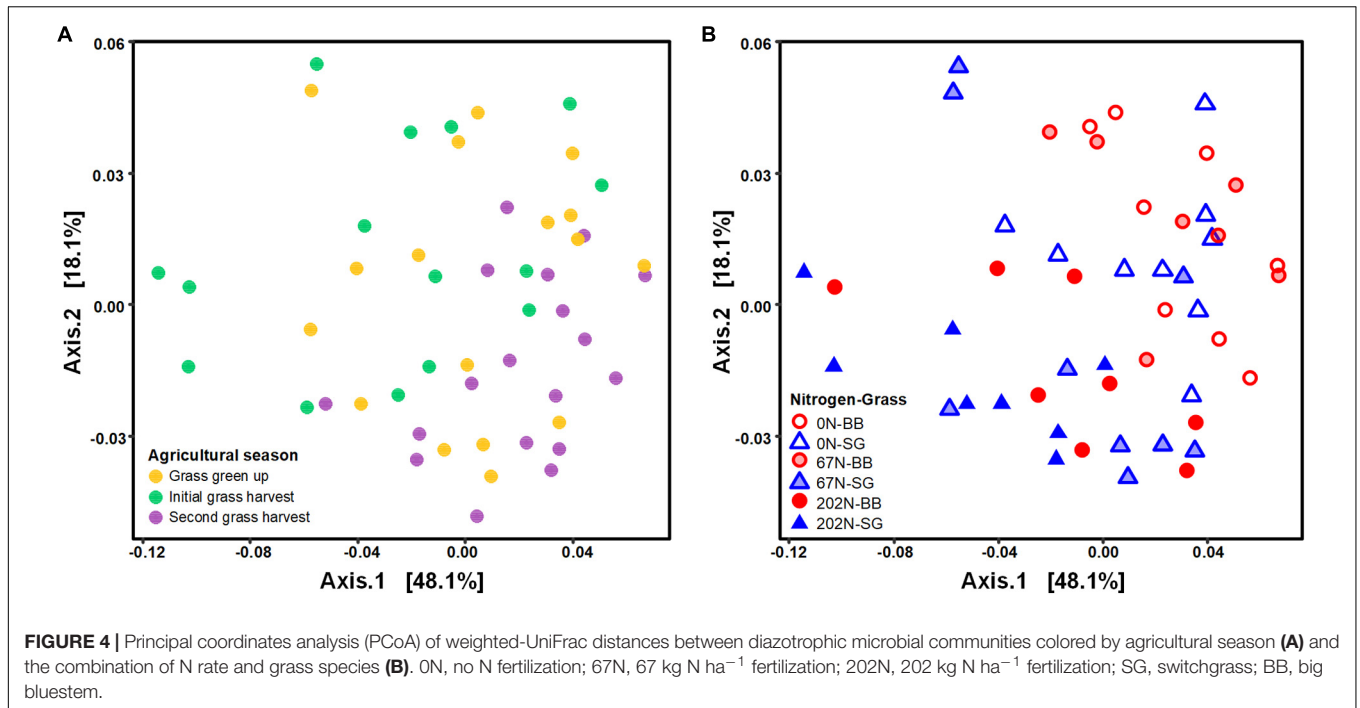 A
0.06
0.03
0.00
-0.03
Axis.2 [18.1%]
Agricultural season
Grass green up
Initial grass harvest
Second grass harvest
-0.12 -0.08 -0.04 0.00 0.04
Axis.1 [48.1%]
B
0.06
0.03
0.00
-0.03
Axis.2 [18.1%]
Nitrogen-Grass
0N-BB
0N-SG
67N-BB
67N-SG
202N-BB
202N-SG
-0.12 -0.08 -0.04 0.00 0.04
Axis.1 [48.1%]
FIGURE 4 | Principal coordinates analysis (PCoA) of weighted-UniFrac distances between diazotrophic microbial communities colored by agricultural season (A) and
the combination of N rate and grass species (B). 0N, no N fertilization; 67N, 67 kg N ha⁻¹ fertilization; 202N, 202 kg N ha⁻¹ fertilization; SG, switchgrass; BB, big
bluestem.